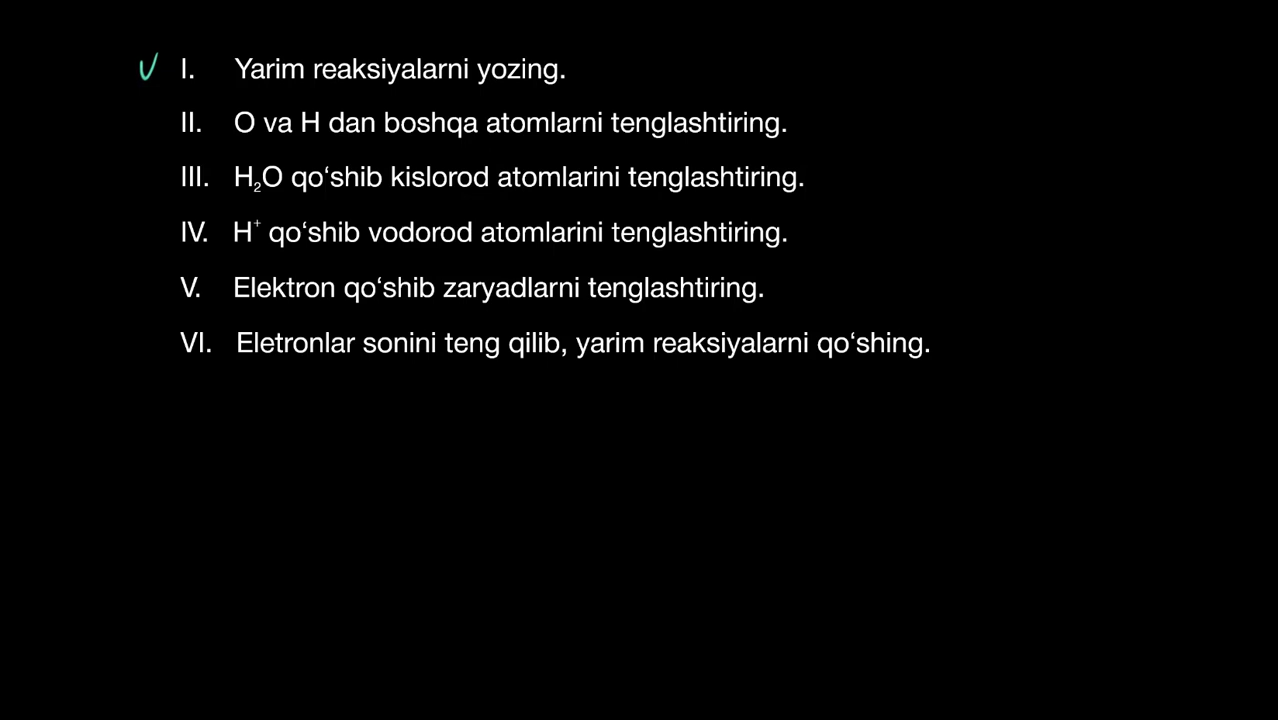 I. Yarim reaksiyalarni yozing.
II. O va H dan boshqa atomlarni tenglashtiring.
III. H₂O qo‘shib kislorod atomlarini tenglashtiring.
IV. H⁺ qo‘shib vodorod atomlarini tenglashtiring.
V. Elektron qo‘shib zaryadlarni tenglashtiring.
VI. Eletronlar sonini teng qilib, yarim reaksiyalarni qo‘shing.